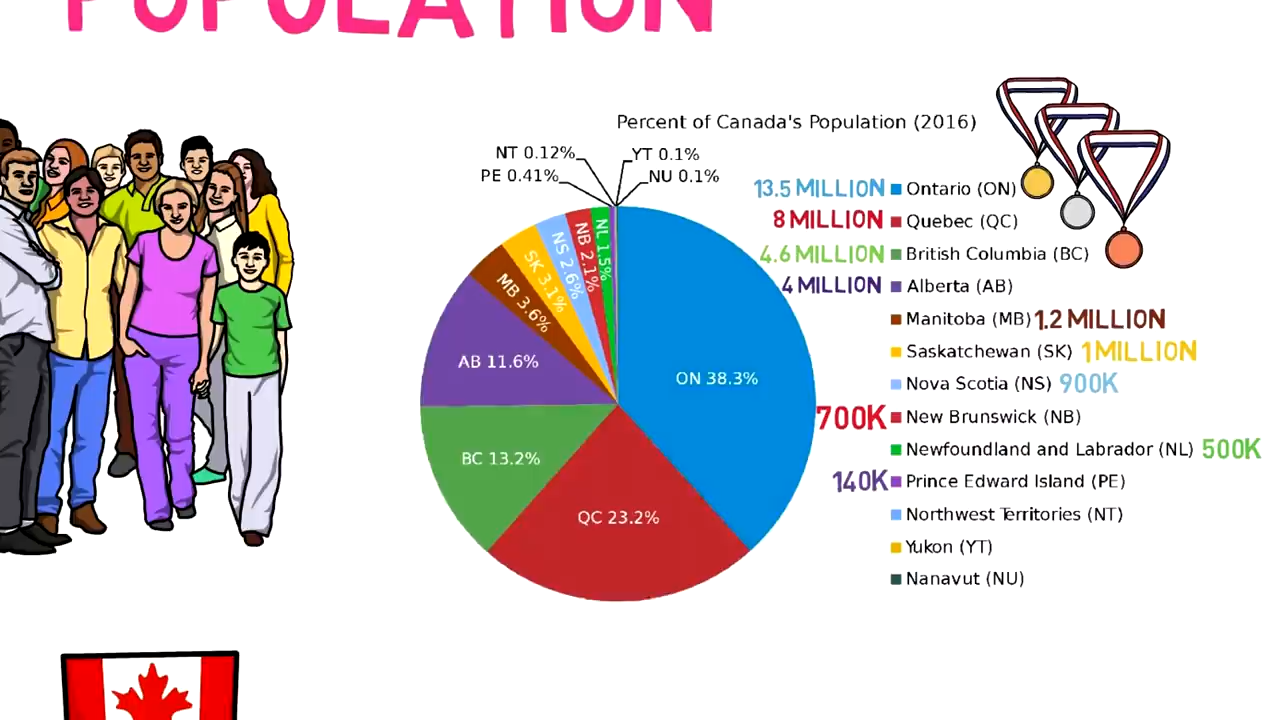 POPULATION
Percent of Canada's Population (2016)
NT 0.12%
YT 0.1%
PE 0.41%
NU 0.1%
ON 38.3%
QC 23.2%
BC 13.2%
AB 11.6%
MB 3.6%
SK 3.1%
NS 2.6%
NB 2.1%
NL 1.5%
13.5 MILLION Ontario (ON)
8 MILLION Quebec (QC)
4.6 MILLION British Columbia (BC)
4 MILLION Alberta (AB)
Manitoba (MB) 1.2 MILLION
Saskatchewan (SK) 1 MILLION
Nova Scotia (NS) 900K
700K New Brunswick (NB)
Newfoundland and Labrador (NL) 500K
140K Prince Edward Island (PE)
Northwest Territories (NT)
Yukon (YT)
Nanavut (NU)